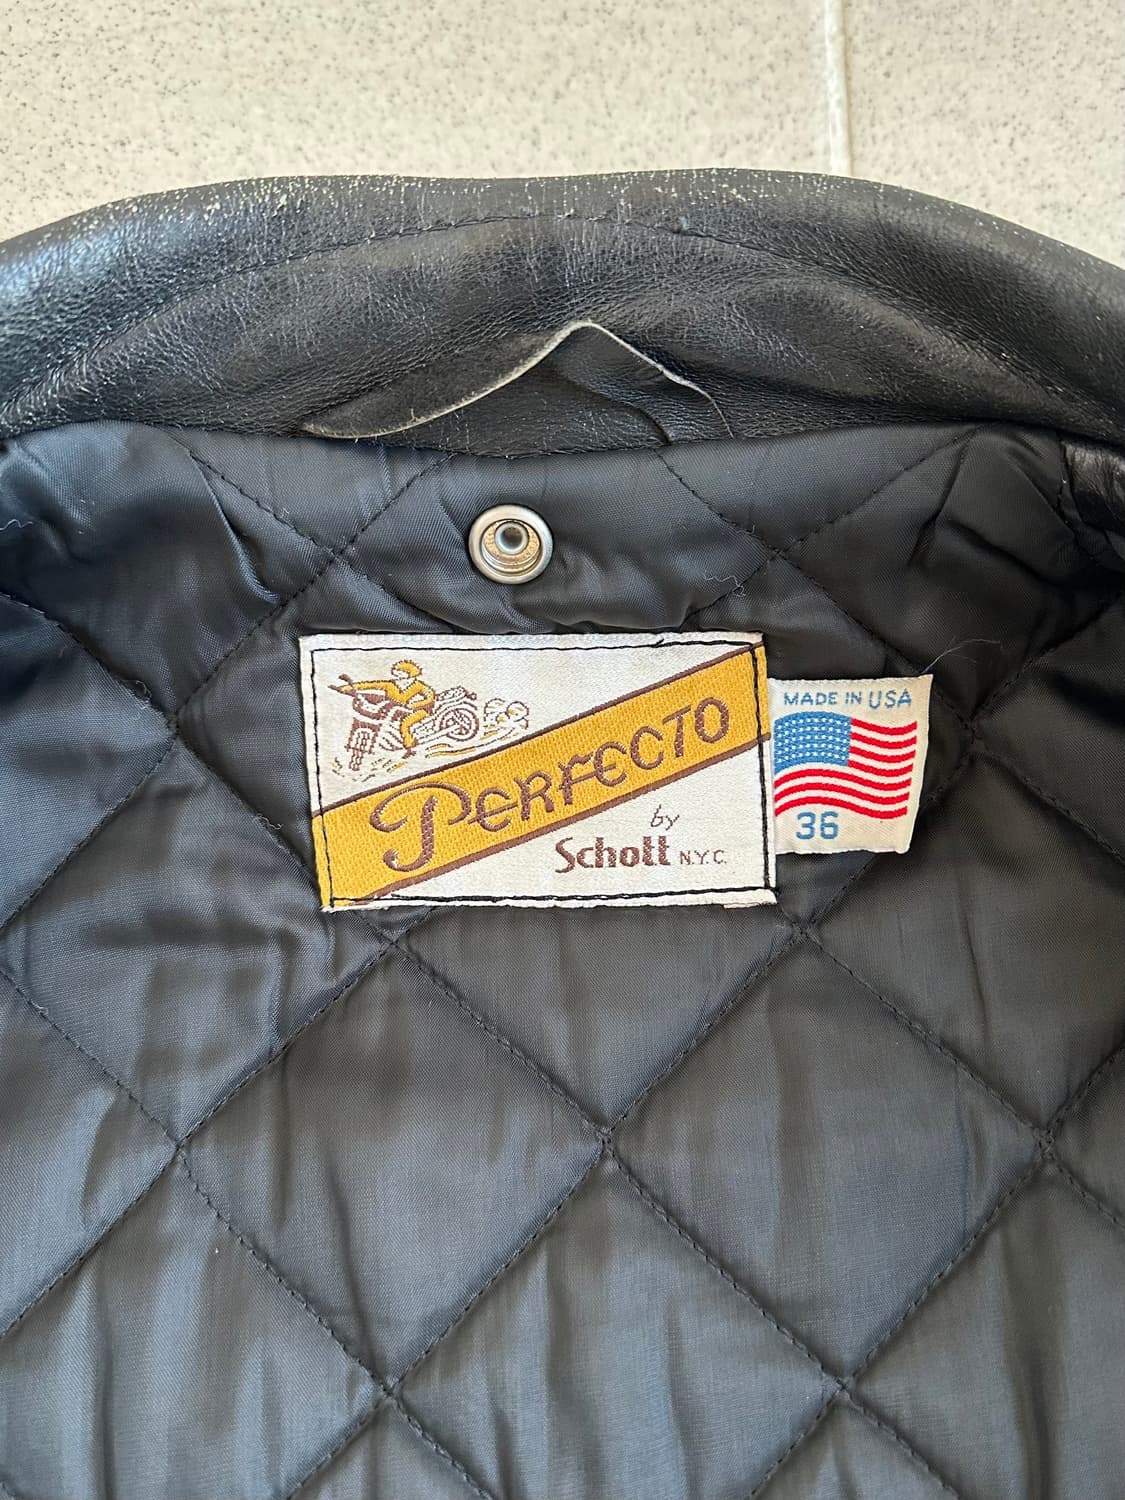 PERFECTO
by
Schott N.Y.C.
MADE IN USA
36